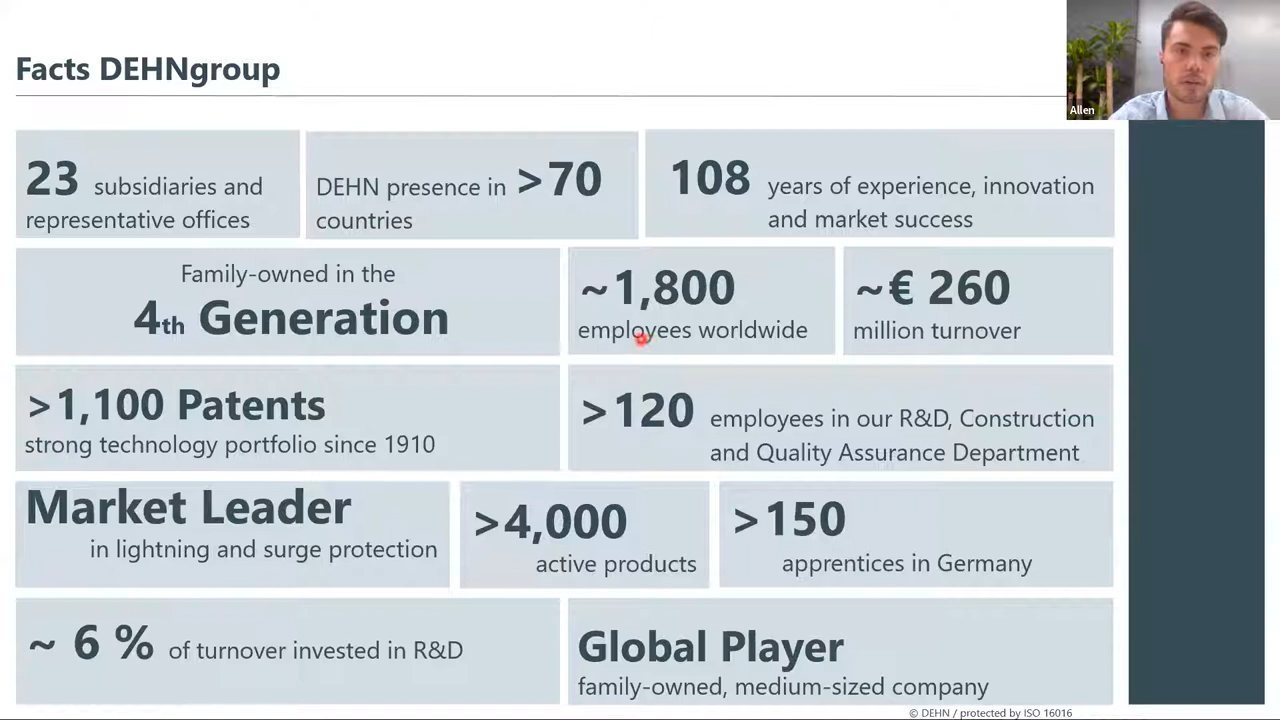 Facts DEHNgroup
Allen
23 subsidiaries and
representative offices
DEHN presence in >70
countries
108 years of experience, innovation
and market success
Family-owned in the
4th Generation
~1,800
employees worldwide
~€ 260
million turnover
>1,100 Patents
strong technology portfolio since 1910
>120 employees in our R&D, Construction
and Quality Assurance Department
Market Leader
in lightning and surge protection
>4,000
active products
>150
apprentices in Germany
~ 6 % of turnover invested in R&D
Global Player
family-owned, medium-sized company
© DEHN / protected by ISO 16016